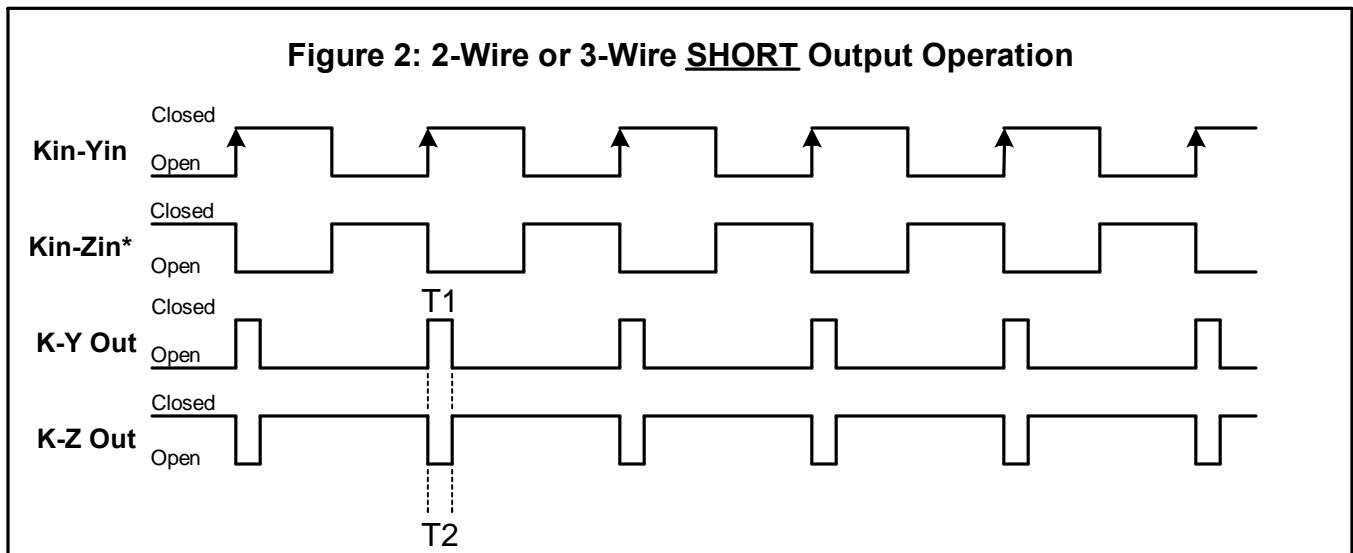 Figure 2: 2-Wire or 3-Wire SHORT Output Operation
Closed
Kin-Yin
Open
Closed
Kin-Zin*
Open
T1
Closed
K-Y Out
Open
Closed
K-Z Out
Open
T2